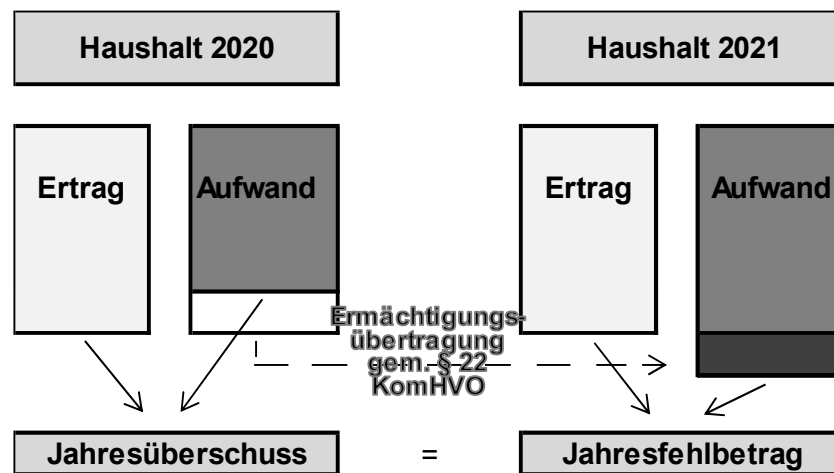 Haushalt 2020
Haushalt 2021
Ertrag
Aufwand
Ertrag
Aufwand
Ermächtigungs-
übertragung
gem. § 22
KomHVO
Jahresüberschuss
=
Jahresfehlbetrag